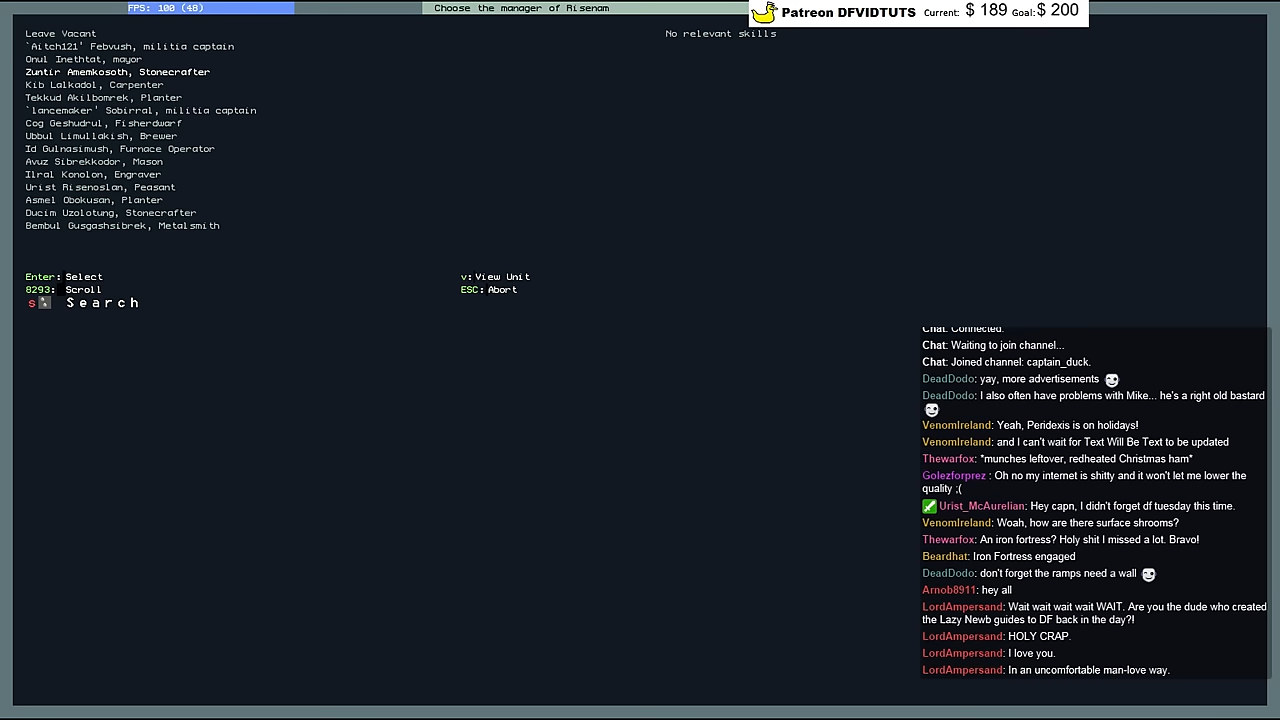 FPS: 100 (48)
Choose the manager of Risenam
Patreon DFVIDTUTS Current: $ 189 Goal: $ 200
Leave Vacant
No relevant skills
`Aitch121' Febvush, militia captain
Onul Inethtat, mayor
Zuntir Amemkosoth, Stonecrafter
Kib Lalkadol, Carpenter
Tekkud Akilbomrek, Planter
`lancemaker' Sobirral, militia captain
Cog Geshudrul, Fisherdwarf
Ubbul Limullakish, Brewer
Id Gulnasimush, Furnace Operator
Avuz Sibrekkodor, Mason
Ilral Konolon, Engraver
Urist Risenoslan, Peasant
Asmel Obokusan, Planter
Ducim Uzolotung, Stonecrafter
Bembul Gusgashsibrek, Metalsmith
Enter: Select
v: View Unit
8293: Scroll
ESC: Abort
s Search
Chat: Connected.
Chat: Waiting to join channel...
Chat: Joined channel: captain_duck.
DeadDodo: yay, more advertisements
DeadDodo: I also often have problems with Mike... he's a right old bastard
VenomIreland: Yeah, Peridexis is on holidays!
VenomIreland: and I can't wait for Text Will Be Text to be updated
Thewarfox: *munches leftover, redheated Christmas ham*
Golezforprez : Oh no my internet is shitty and it won't let me lower the
quality ;(
Urist_McAurelian: Hey capn, I didn't forget df tuesday this time.
VenomIreland: Woah, how are there surface shrooms?
Thewarfox: An iron fortress? Holy shit I missed a lot. Bravo!
Beardhat: Iron Fortress engaged
DeadDodo: don't forget the ramps need a wall
Arnob8911: hey all
LordAmpersand: Wait wait wait wait WAIT. Are you the dude who created
the Lazy Newb guides to DF back in the day?!
LordAmpersand: HOLY CRAP.
LordAmpersand: I love you.
LordAmpersand: In an uncomfortable man-love way.